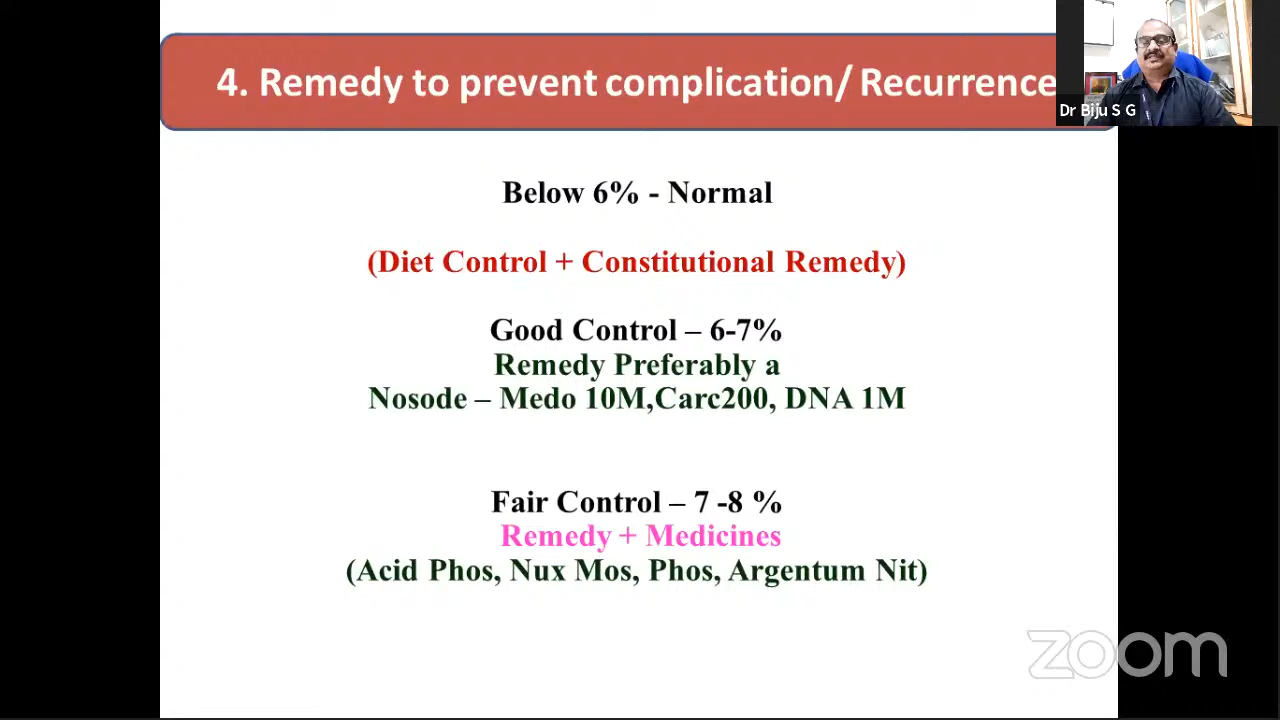 4. Remedy to prevent complication/ Recurrence
Dr Biju S G
Below 6% - Normal
(Diet Control + Constitutional Remedy)
Good Control – 6-7%
Remedy Preferably a
Nosode – Medo 10M,Carc200, DNA 1M
Fair Control – 7 -8 %
Remedy + Medicines
(Acid Phos, Nux Mos, Phos, Argentum Nit)
zoom